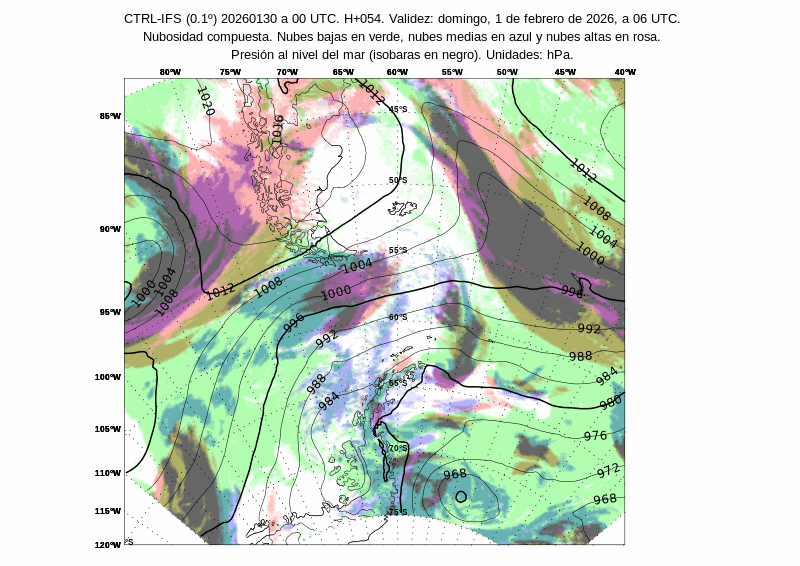 CTRL-IFS (0.1º) 20260130 a 00 UTC. H+054. Validez: domingo, 1 de febrero de 2026, a 06 UTC.
Nubosidad compuesta. Nubes bajas en verde, nubes medias en azul y nubes altas en rosa.
Presión al nivel del mar (isobaras en negro). Unidades: hPa.
80ºW 75ºW 70ºW 65ºW 60ºW 55ºW 50ºW 45ºW 40ºW
1012
1020
45ºS
85ºW
1016
1012
50ºS
1008
90ºW
1004
55ºS
1000
1004
1004
1008
1000
1012
1000
996
1008
95ºW
60ºS
996
992
992
988
984
988
100ºW
65ºS
984
980
105ºW
976
70ºS
972
110ºW
968
968
115ºW
75ºS
120ºW
ºS